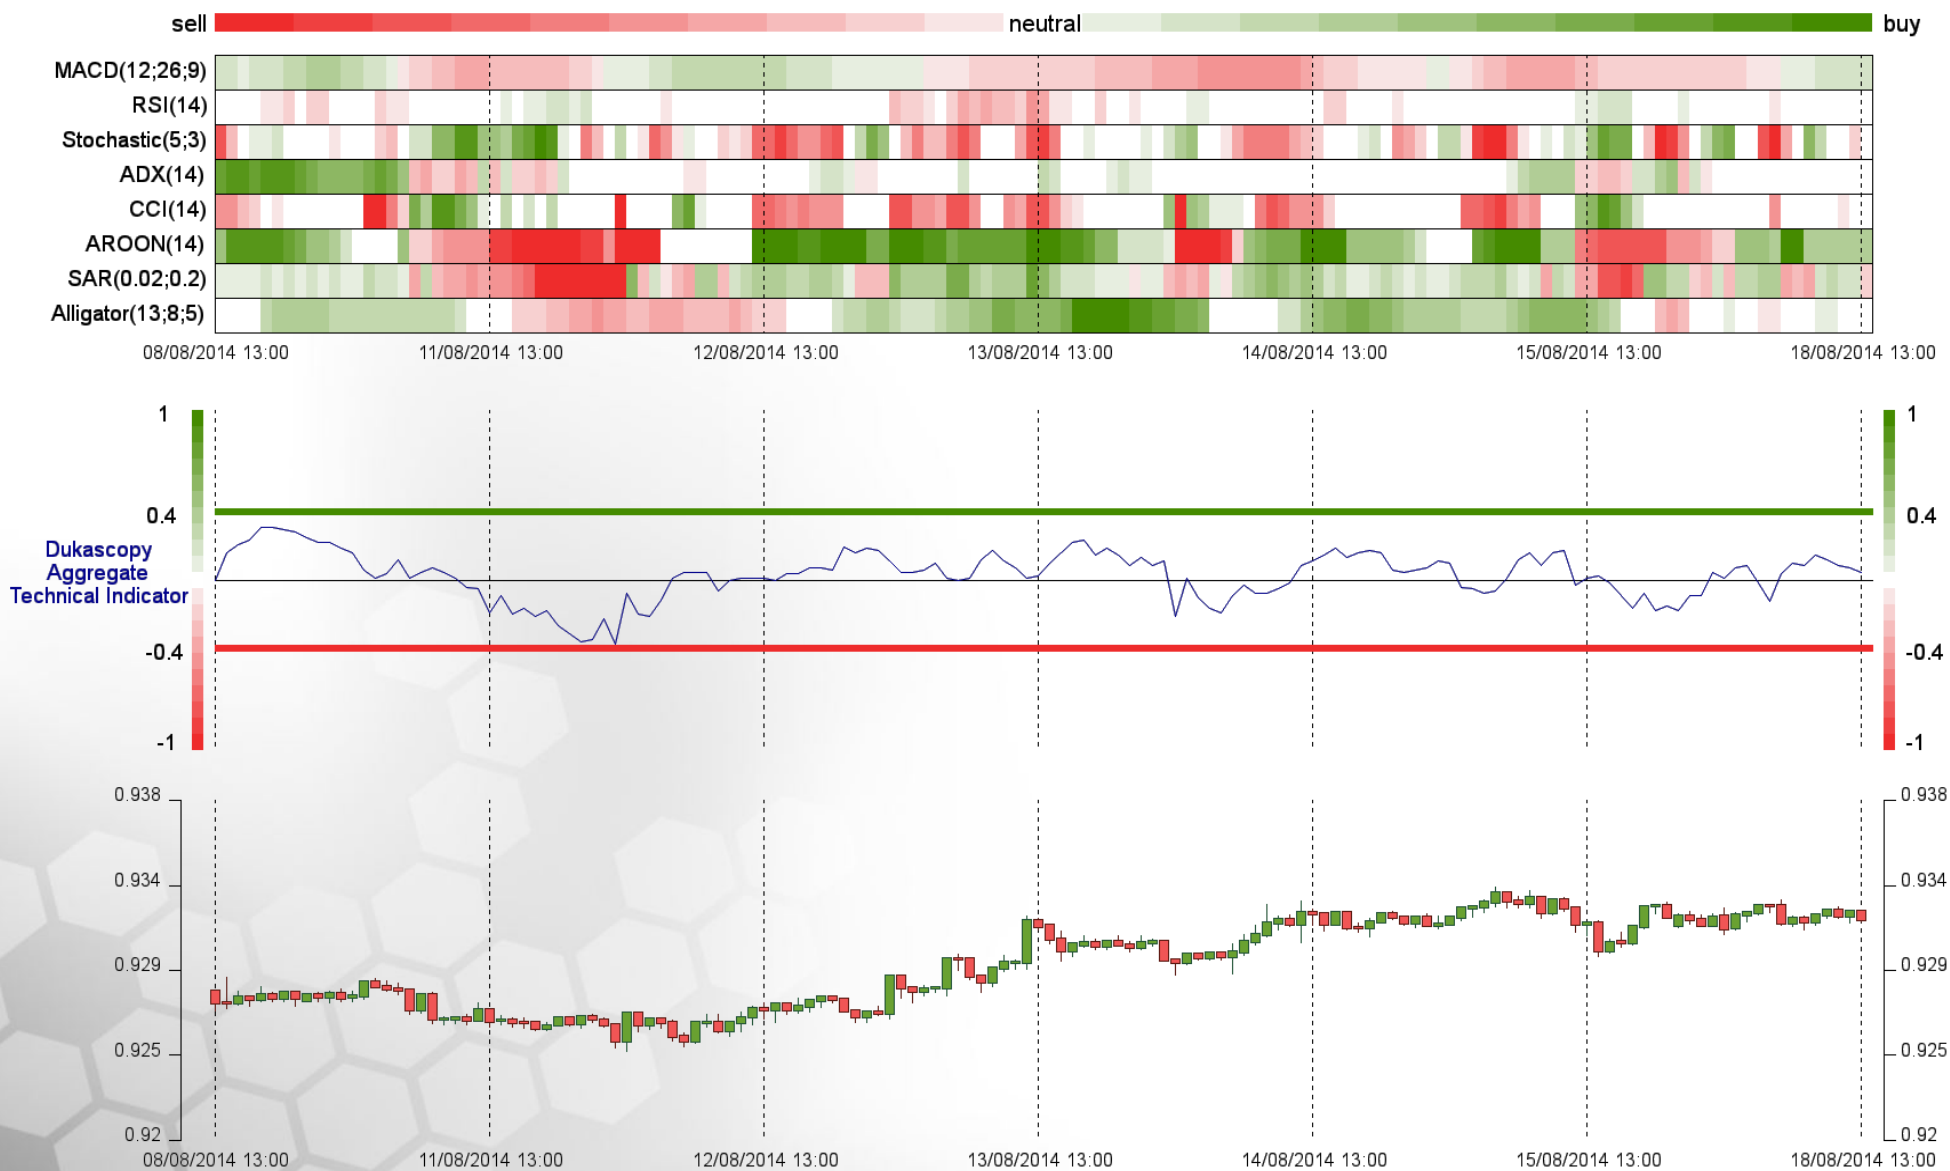 sell neutral buy
MACD(12;26;9)
RSI(14)
Stochastic(5;3)
ADX(14)
CCI(14)
AROON(14)
SAR(0.02;0.2)
Alligator(13;8;5)
08/08/2014 13:00 11/08/2014 13:00 12/08/2014 13:00 13/08/2014 13:00 14/08/2014 13:00 15/08/2014 13:00 18/08/2014 13:00
1 1
0.4 0.4
Dukascopy
Aggregate
Technical Indicator
-0.4 -0.4
-1 -1
0.938 0.938
0.934 0.934
0.929 0.929
0.925 0.925
0.92 0.92
08/08/2014 13:00 11/08/2014 13:00 12/08/2014 13:00 13/08/2014 13:00 14/08/2014 13:00 15/08/2014 13:00 18/08/2014 13:00